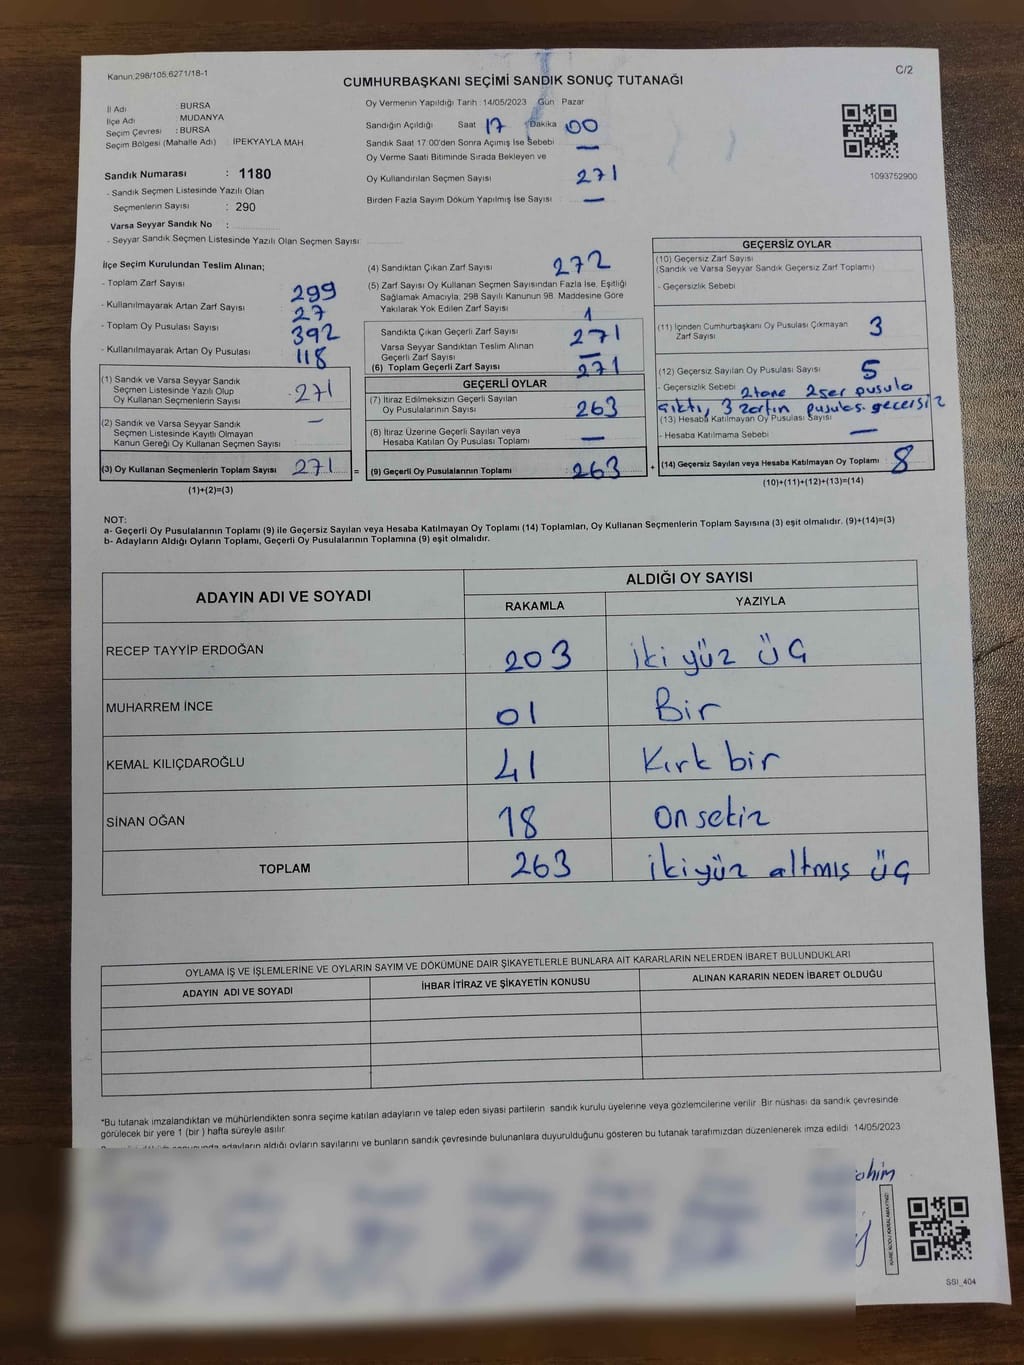 Kanun.298/105.6271/18-1
C/2
CUMHURBAŞKANI SEÇİMİ SANDIK SONUÇ TUTANAĞI
İl Adı BURSA
İlçe Adı MUDANYA
Seçim Çevresi : BURSA
Seçim Bölgesi (Mahalle Adı) : İPEKYAYLA MAH.
Sandık Numarası : 1180
- Sandık Seçmen Listesinde Yazılı Olan
Seçmenlerin Sayısı : 290
Varsa Seyyar Sandık No :
- Seyyar Sandık Seçmen Listesinde Yazılı Olan Seçmen Sayısı:
Oy Vermenin Yapıldığı Tarih : 14/05/2023 Gün Pazar
Sandığın Açıldığı Saat 17 Dakika 00
Sandık Saat 17:00'den Sonra Açımış İse Sebebi —
Oy Verme Saati Bitiminde Sırada Bekleyen ve
Oy Kullandırılan Seçmen Sayısı 271
Birden Fazla Sayım Döküm Yapılmış İse Sayısı —
1093752900
İlçe Seçim Kurulundan Teslim Alınan;
- Toplam Zarf Sayısı 299
- Kullanılmayarak Artan Zarf Sayısı 27
- Toplam Oy Pusulası Sayısı 392
- Kullanılmayarak Artan Oy Pusulası 118
(1) Sandık ve Varsa Seyyar Sandık
Seçmen Listesinde Yazılı Olup
Oy Kullanan Seçmenlerin Sayısı 271
(2) Sandık ve Varsa Seyyar Sandık
Seçmen Listesinde Kayıtlı Olmayan
Kanun Gereği Oy Kullanan Seçmen Sayısı —
(3) Oy Kullanan Seçmenlerin Toplam Sayısı 271 =
(1)+(2)=(3)
(4) Sandıktan Çıkan Zarf Sayısı 272
(5) Zarf Sayısı Oy Kullanan Seçmen Sayısından Fazla İse, Eşitliği
Sağlamak Amacıyla, 298 Sayılı Kanunun 98. Maddesine Göre
Yakılarak Yok Edilen Zarf Sayısı 1
Sandıkta Çıkan Geçerli Zarf Sayısı 271
Varsa Seyyar Sandıktan Teslim Alınan
Geçerli Zarf Sayısı —
(6) Toplam Geçerli Zarf Sayısı 271
GEÇERLİ OYLAR
(7) İtiraz Edilmeksizin Geçerli Sayılan
Oy Pusulalarının Sayısı 263
(8) İtiraz Üzerine Geçerli Sayılan veya
Hesaba Katılan Oy Pusulası Toplamı —
(9) Geçerli Oy Pusulalarının Toplamı : 263 +
GEÇERSİZ OYLAR
(10) Geçersiz Zarf Sayısı
(Sandık ve Varsa Seyyar Sandık Geçersiz Zarf Toplamı)
- Geçersizlik Sebebi
(11) İçinden Cumhurbaşkanı Oy Pusulası Çıkmayan
Zarf Sayısı 3
(12) Geçersiz Sayılan Oy Pusulası Sayısı 5
- Geçersizlik Sebebi 2 tane 2şer pusula
çıktı, 3 zarfın pusulas. geçersiz
(13) Hesaba Katılmayan Oy Pusulası Sayısı
- Hesaba Katılmama Sebebi —
(14) Geçersiz Sayılan veya Hesaba Katılmayan Oy Toplamı : 8
(10)+(11)+(12)+(13)=(14)
NOT:
a- Geçerli Oy Pusulalarının Toplamı (9) ile Geçersiz Sayılan veya Hesaba Katılmayan Oy Toplamı (14) Toplamları, Oy Kullanan Seçmenlerin Toplam Sayısına (3) eşit olmalıdır. (9)+(14)=(3)
b- Adayların Aldığı Oyların Toplamı, Geçerli Oy Pusulalarının Toplamına (9) eşit olmalıdır.
ADAYIN ADI VE SOYADI
ALDIĞI OY SAYISI
RAKAMLA YAZIYLA
RECEP TAYYİP ERDOĞAN 203 iki yüz üç
MUHARREM İNCE 01 Bir
KEMAL KILIÇDAROĞLU 41 Kırk bir
SİNAN OĞAN 18 On sekiz
TOPLAM 263 iki yüz altmış üç
OYLAMA İŞ VE İŞLEMLERİNE VE OYLARIN SAYIM VE DÖKÜMÜNE DAİR ŞİKAYETLERLE BUNLARA AİT KARARLARIN NELERDEN İBARET BULUNDUKLARI
ADAYIN ADI VE SOYADI
İHBAR İTİRAZ VE ŞİKAYETİN KONUSU
ALINAN KARARIN NEDEN İBARET OLDUĞU
*Bu tutanak imzalandıktan ve mühürlendikten sonra seçime katılan adayların ve talep eden siyasi partilerin sandık kurulu üyelerine veya gözlemcilerine verilir. Bir nüshası da sandık çevresinde
görülecek bir yere 1 (bir) hafta süreyle asılır.
adayların aldığı oyların sayılarını ve bunların sandık çevresinde bulunanlara duyurulduğunu gösteren bu tutanak tarafımızdan düzenlenerek imza edildi. 14/05/2023
SSI_404